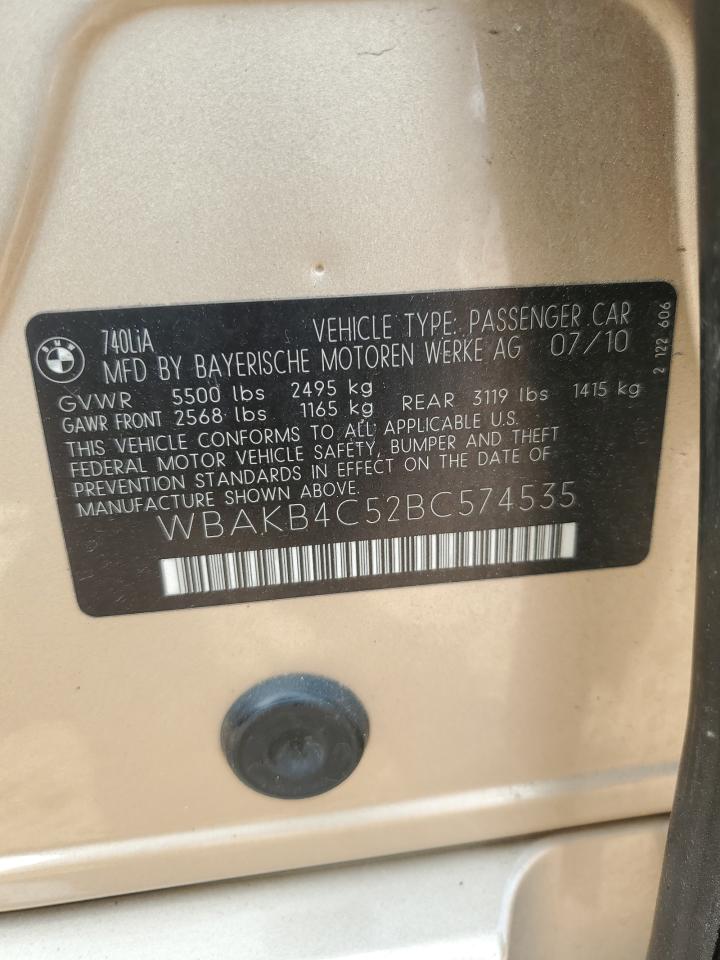 BMW
740LiA VEHICLE TYPE: PASSENGER CAR
MFD BY BAYERISCHE MOTOREN WERKE AG 07/10
GVWR 5500 lbs 2495 kg
GAWR FRONT 2568 lbs 1165 kg REAR 3119 lbs 1415 kg
THIS VEHICLE CONFORMS TO ALL APPLICABLE U.S.
FEDERAL MOTOR VEHICLE SAFETY, BUMPER AND THEFT
PREVENTION STANDARDS IN EFFECT ON THE DATE OF
MANUFACTURE SHOWN ABOVE.
WBAKB4C52BC574535
2 122 606